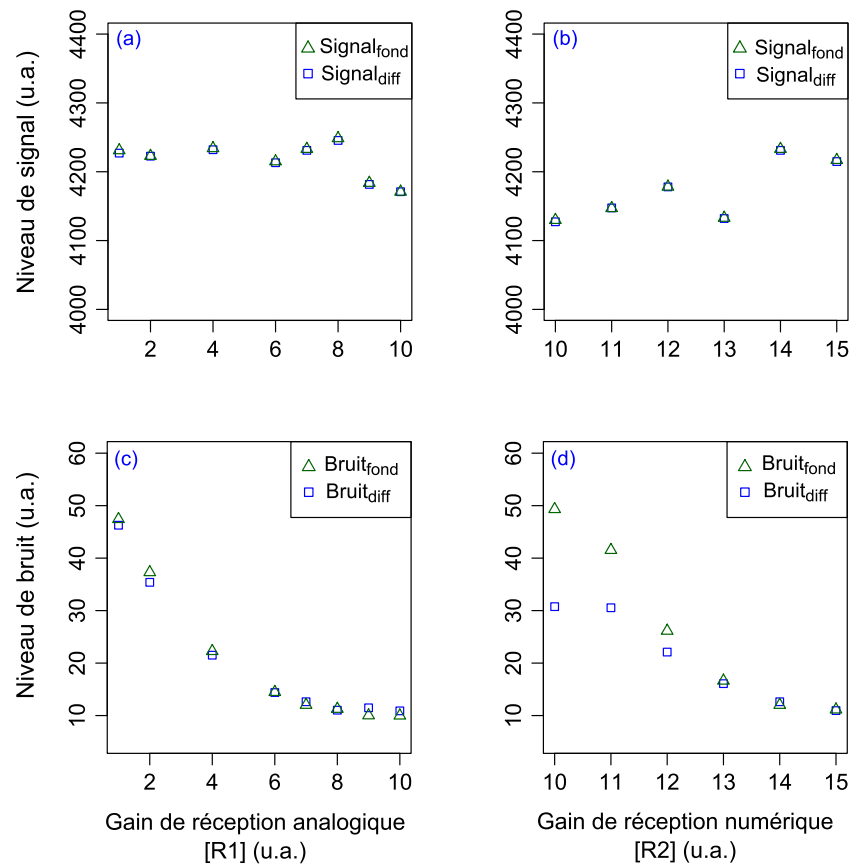 (a)
Signalfond
Signaldiff
Niveau de signal (u.a.)
4400
4300
4200
4100
4000
2 4 6 8 10
(b)
Signalfond
Signaldiff
4400
4300
4200
4100
4000
10 11 12 13 14 15
(c)
Bruitfond
Bruitdiff
Niveau de bruit (u.a.)
60
50
40
30
20
10
2 4 6 8 10
Gain de réception analogique
[R1] (u.a.)
(d)
Bruitfond
Bruitdiff
60
50
40
30
20
10
10 11 12 13 14 15
Gain de réception numérique
[R2] (u.a.)